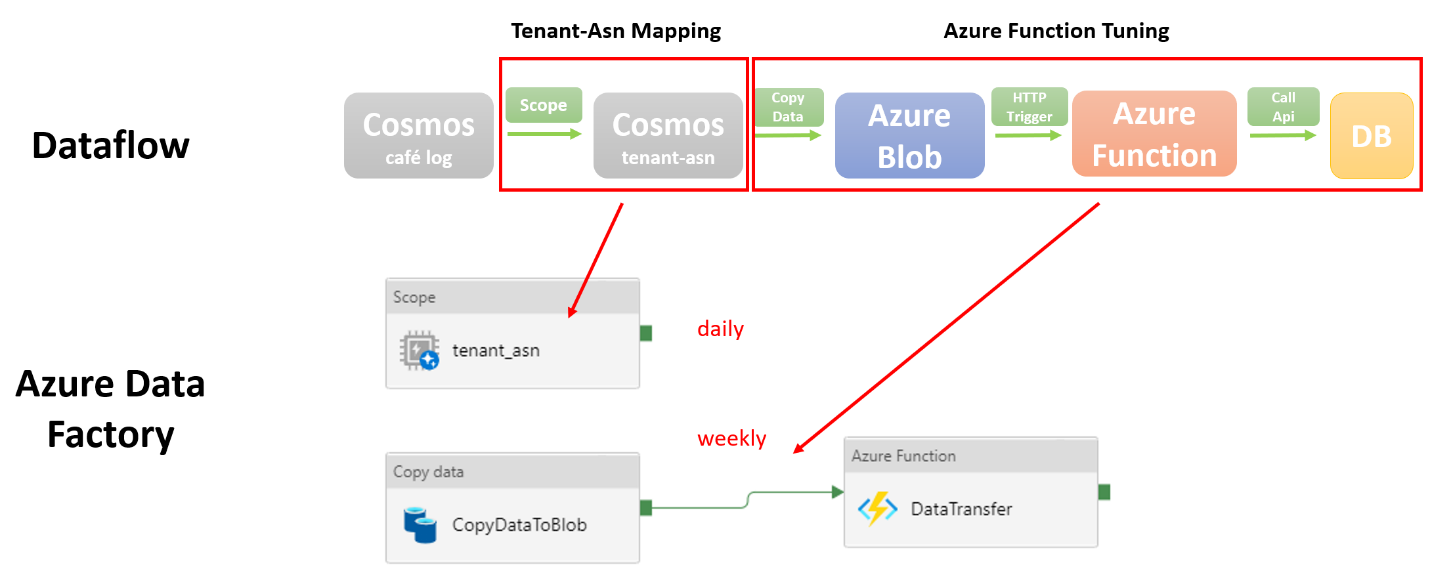 Tenant-Asn Mapping
Azure Function Tuning
Dataflow
Cosmos
café log
Scope
Cosmos
tenant-asn
Copy
Data
Azure
Blob
HTTP
Trigger
Azure
Function
Call
Api
DB
Azure Data
Factory
Scope
tenant_asn
daily
weekly
Copy data
CopyDataToBlob
Azure Function
DataTransfer